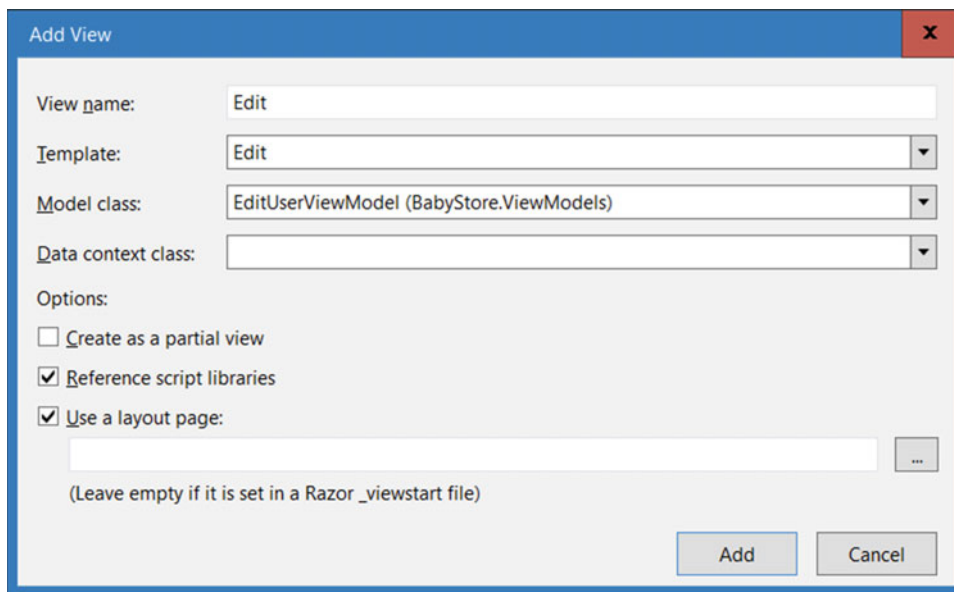 Add View
x
View name: Edit
Template: Edit
Model class: EditUserViewModel (BabyStore.ViewModels)
Data context class:
Options:
Create as a partial view
Reference script libraries
Use a layout page:
...
(Leave empty if it is set in a Razor _viewstart file)
Add Cancel